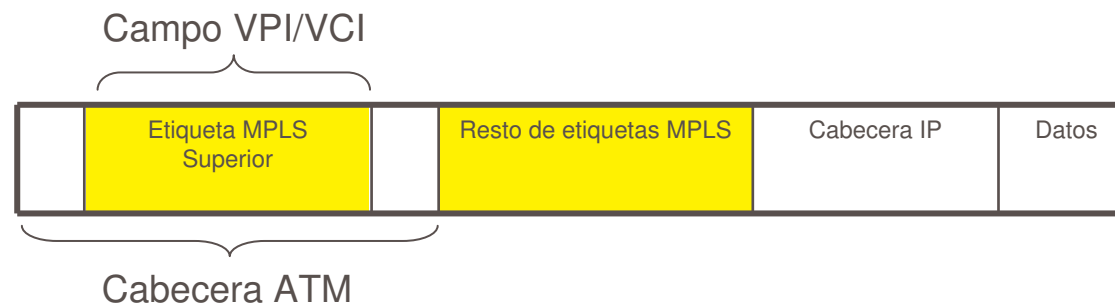 Campo VPI/VCI
Etiqueta MPLS
Superior
Resto de etiquetas MPLS
Cabecera IP
Datos
Cabecera ATM